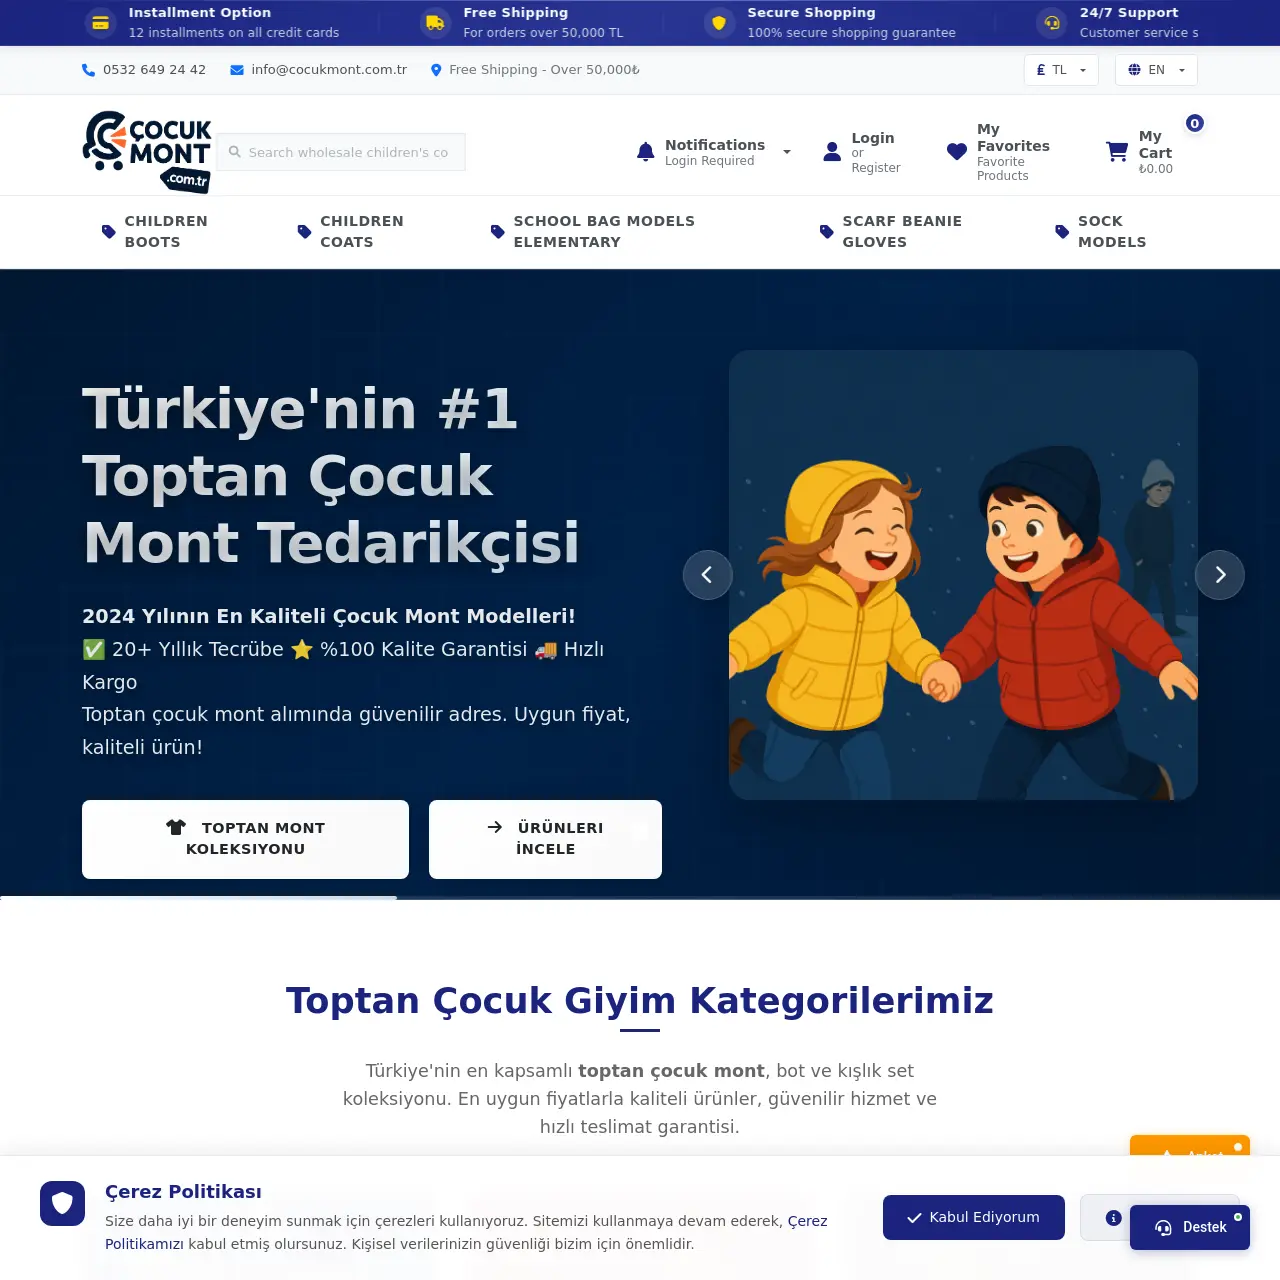 Installment Option
12 installments on all credit cards
Free Shipping
For orders over 50,000 TL
Secure Shopping
100% secure shopping guarantee
24/7 Support
Customer service s
0532 649 24 42
info@cocukmont.com.tr
Free Shipping - Over 50,000₺
₤ TL
EN
ÇOCUK
MONT
.com.tr
Search wholesale children's co
Notifications
Login Required
Login
or
Register
My
Favorites
Favorite
Products
0
My
Cart
₺0.00
CHILDREN
BOOTS
CHILDREN
COATS
SCHOOL BAG MODELS
ELEMENTARY
SCARF BEANIE
GLOVES
SOCK
MODELS
Türkiye'nin #1
Toptan Çocuk
Mont Tedarikçisi
2024 Yılının En Kaliteli Çocuk Mont Modelleri!
✅ 20+ Yıllık Tecrübe ⭐ %100 Kalite Garantisi 🚚 Hızlı
Kargo
Toptan çocuk mont alımında güvenilir adres. Uygun fiyat,
kaliteli ürün!
TOPTAN MONT
KOLEKSIYONU
ÜRÜNLERI
İNCELE
Toptan Çocuk Giyim Kategorilerimiz
Türkiye'nin en kapsamlı toptan çocuk mont, bot ve kışlık set
koleksiyonu. En uygun fiyatlarla kaliteli ürünler, güvenilir hizmet ve
hızlı teslimat garantisi.
Çerez Politikası
Size daha iyi bir deneyim sunmak için çerezleri kullanıyoruz. Sitemizi kullanmaya devam ederek, Çerez
Politikamızı kabul etmiş olursunuz. Kişisel verilerinizin güvenliği bizim için önemlidir.
Kabul Ediyorum
Destek